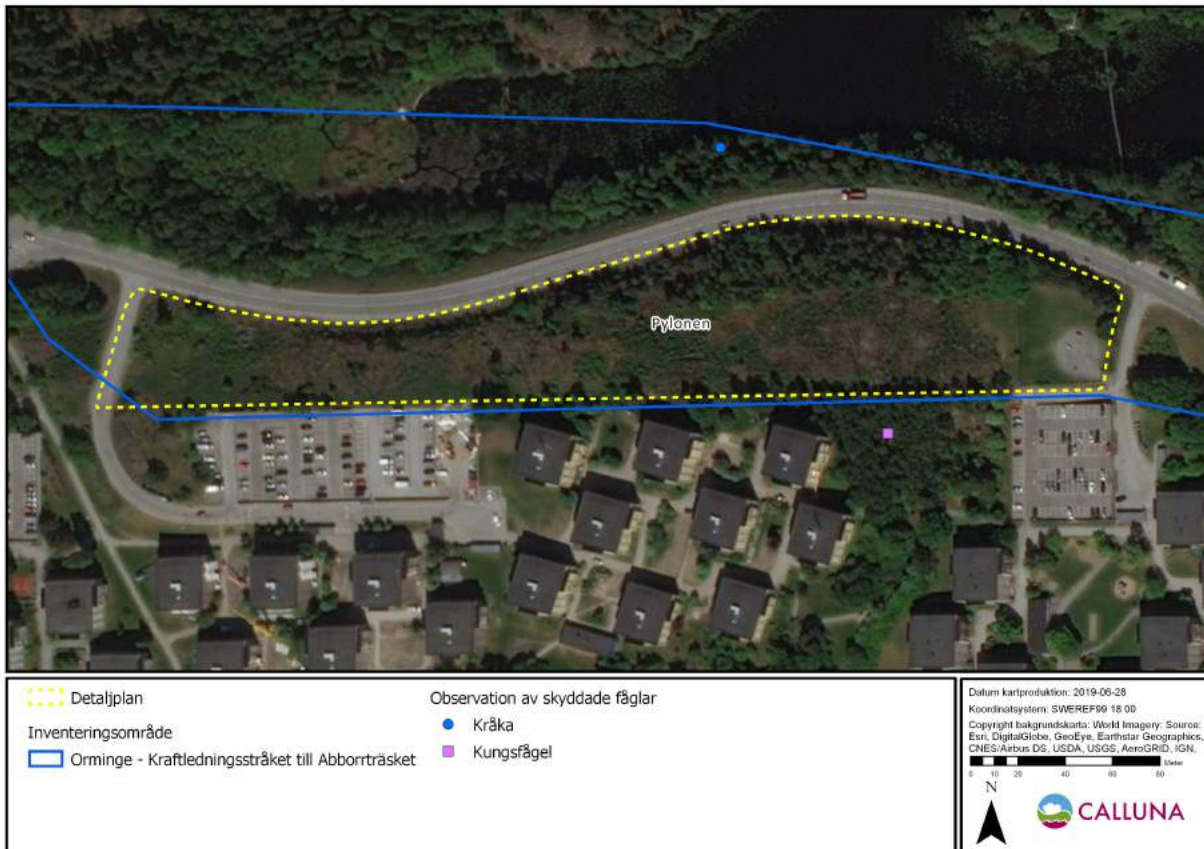 Pylonen
Detaljplan
Inventeringsområde
Orminge - Kraftledningsstråket till Abborrträsket
Observation av skyddade fåglar
Kråka
Kungsfågel
Datum kartproduktion: 2019-06-28
Koordinatsystem: SWEREF99 18 00
Copyright bakgrundskarta: World Imagery: Source:
Esri, DigitalGlobe, GeoEye, Earthstar Geographics,
CNES/Airbus DS, USDA, USGS, AeroGRID, IGN,
Meter
0 10 20 40 60 80
N
CALLUNA